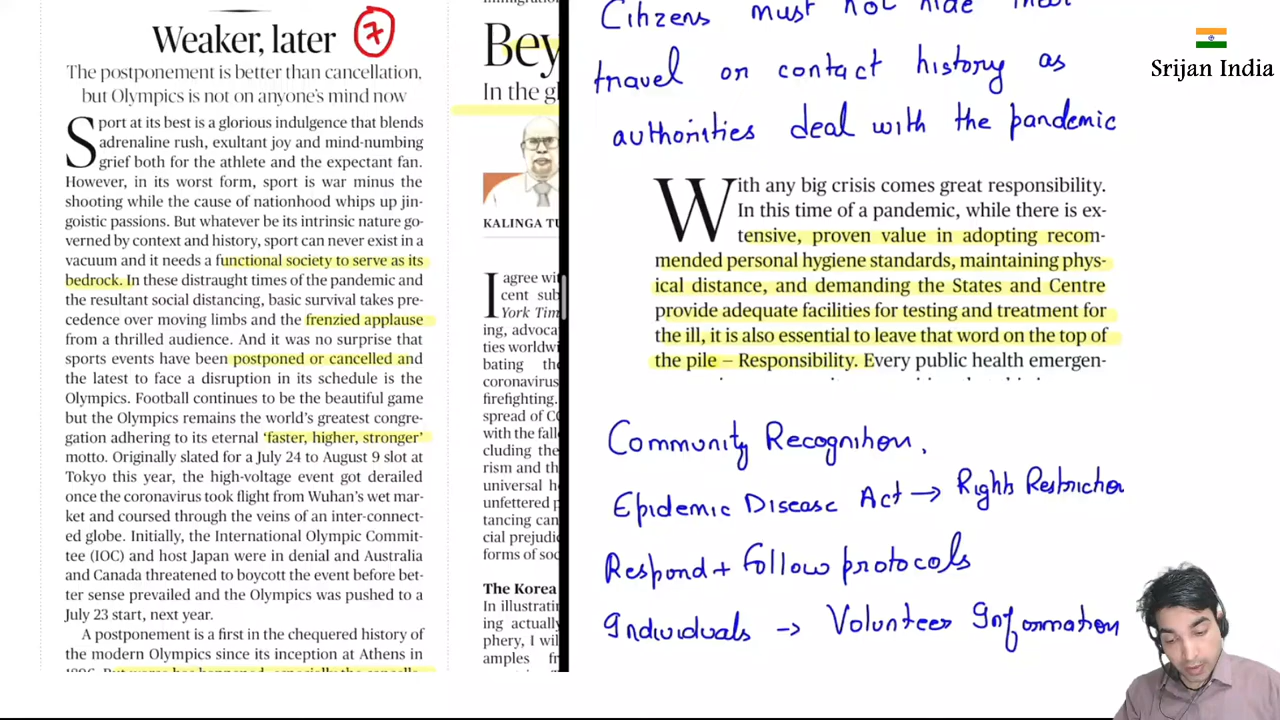 Weaker, later
7
The postponement is better than cancellation,
but Olympics is not on anyone's mind now
Sport at its best is a glorious indulgence that blends
adrenaline rush, exultant joy and mind-numbing
grief both for the athlete and the expectant fan.
However, in its worst form, sport is war minus the
shooting while the cause of nationhood whips up jin-
goistic passions. But whatever be its intrinsic nature go-
verned by context and history, sport can never exist in a
vacuum and it needs a functional society to serve as its
bedrock. In these distraught times of the pandemic and
the resultant social distancing, basic survival takes pre-
cedence over moving limbs and the frenzied applause
from a thrilled audience. And it was no surprise that
sports events have been postponed or cancelled and
the latest to face a disruption in its schedule is the
Olympics. Football continues to be the beautiful game
but the Olympics remains the world's greatest congre-
gation adhering to its eternal 'faster, higher, stronger'
motto. Originally slated for a July 24 to August 9 slot at
Tokyo this year, the high-voltage event got derailed
once the coronavirus took flight from Wuhan's wet mar-
ket and coursed through the veins of an inter-connect-
ed globe. Initially, the International Olympic Commit-
tee (IOC) and host Japan were in denial and Australia
and Canada threatened to boycott the event before bet-
ter sense prevailed and the Olympics was pushed to a
July 23 start, next year.
A postponement is a first in the chequered history of
the modern Olympics since its inception at Athens in
Bey
In the gl
KALINGA TU
I agree wit
cent sub
York Tim
ing, advoca
ties worldwi
bating the
coronavirus
firefighting.
spread of CO
with the fall
cluding the
rism and th
universal h
unfettered p
tancing can
cial prejudic
forms of soc
The Korea
In illustratin
ing actually
phery, I wil
amples fr
Citizens must not hide their
travel or contact history as
authorities deal with the pandemic
With any big crisis comes great responsibility.
In this time of a pandemic, while there is ex-
tensive, proven value in adopting recom-
mended personal hygiene standards, maintaining phys-
ical distance, and demanding the States and Centre
provide adequate facilities for testing and treatment for
the ill, it is also essential to leave that word on the top of
the pile – Responsibility. Every public health emergen-
Community Recognition.
Epidemic Disease Act → Rights Restriction
Respond + Follow protocols
Individuals → Volunteer Information
Srijan India